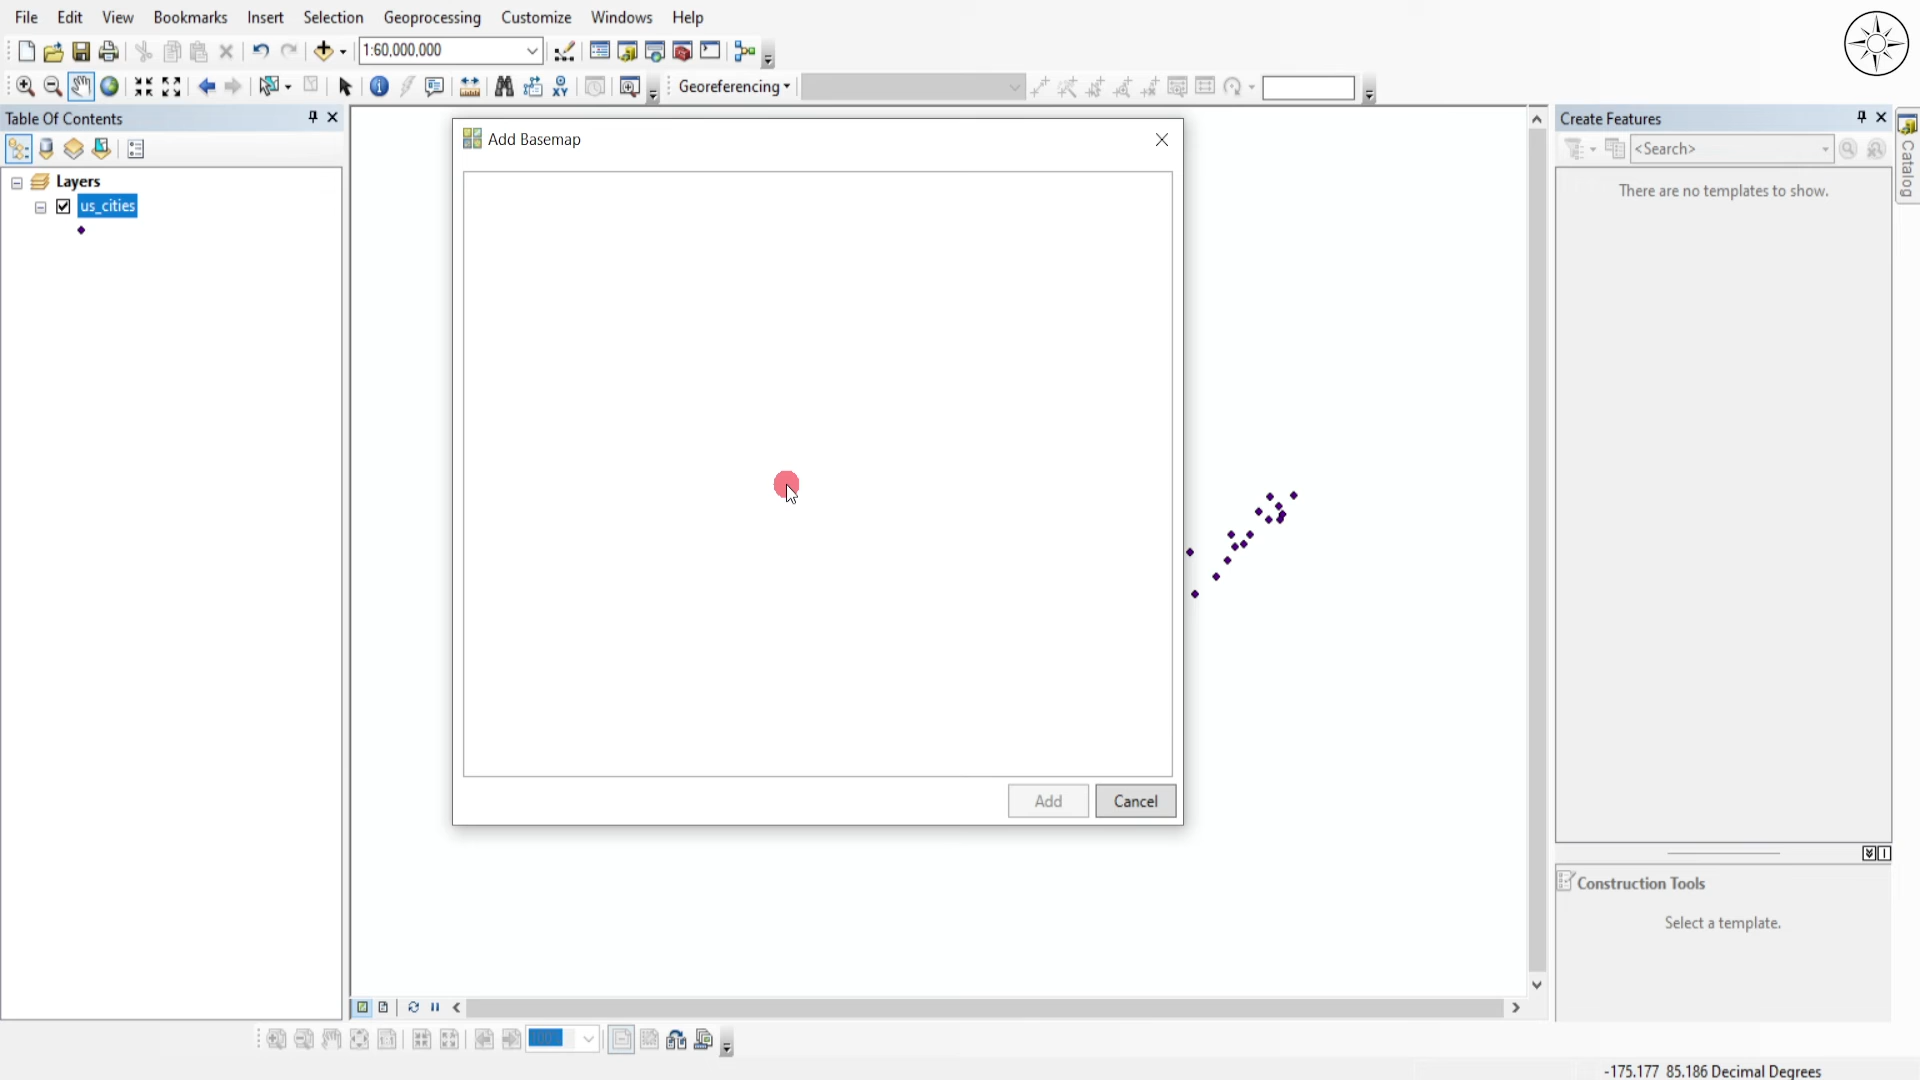 File Edit View Bookmarks Insert Selection Geoprocessing Customize Windows Help
1:60,000,000
Georeferencing
Table Of Contents
Add Basemap
Create Features
<Search>
Catalog
Layers
There are no templates to show.
us_cities
Add Cancel
Construction Tools
Select a template.
-175.177 85.186 Decimal Degrees